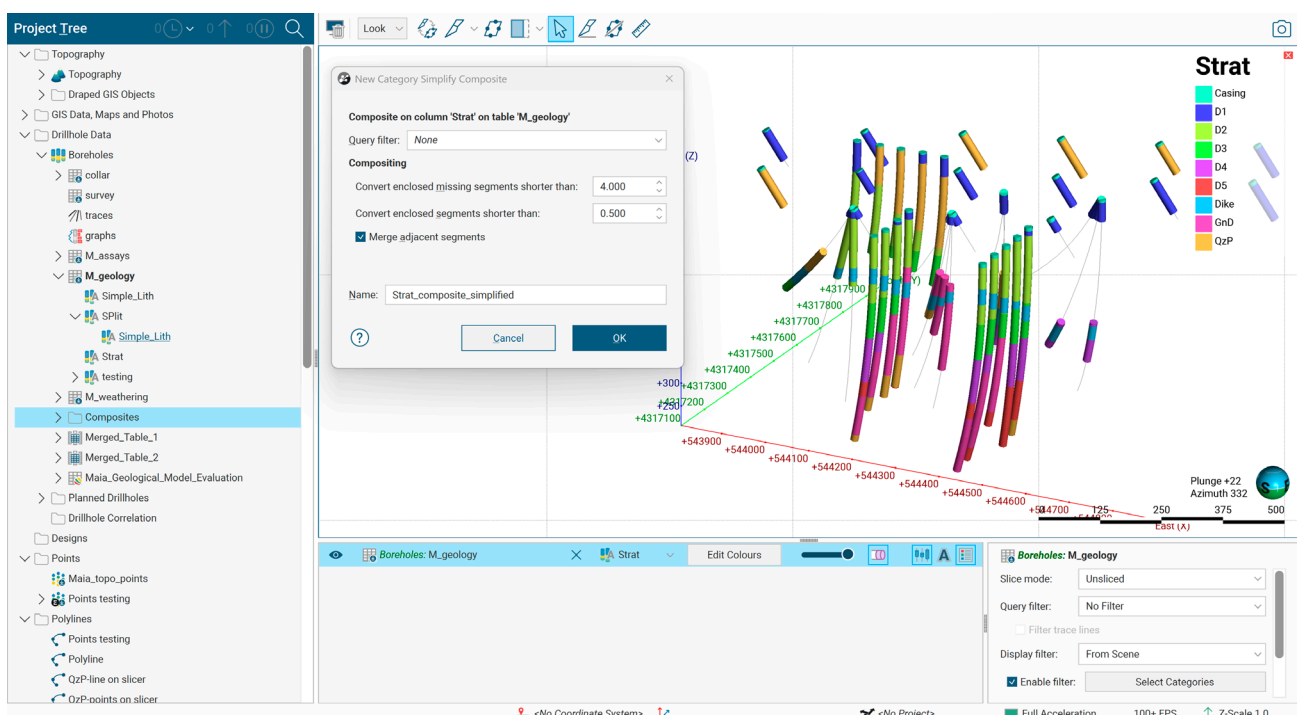 Project Tree
0
0
0
Look
Topography
Topography
Draped GIS Objects
GIS Data, Maps and Photos
Drillhole Data
Boreholes
collar
survey
traces
graphs
M_assays
M_geology
Simple_Lith
SPlit
Simple_Lith
Strat
testing
M_weathering
Composites
Merged_Table_1
Merged_Table_2
Maia_Geological_Model_Evaluation
Planned Drillholes
Drillhole Correlation
Designs
Points
Maia_topo_points
Points testing
Polylines
Points testing
Polyline
QzP-line on slicer
QzP-points on slicer
New Category Simplify Composite
Composite on column 'Strat' on table 'M_geology'
Query filter: None
Compositing
Convert enclosed missing segments shorter than: 4.000
Convert enclosed segments shorter than: 0.500
Merge adjacent segments
Name: Strat_composite_simplified
? Cancel OK
(Z)
Y)
+4317900
+4317800
+4317700
+4317600
+4317500
+4317400
+300
+4317300
+250
+4317200
+4317100
+543900
+544000
+544100
+544200
+544300
+544400
+544500
+544600
+544700
East (X)
Strat
Casing
D1
D2
D3
D4
D5
Dike
GnD
QzP
Plunge +22
Azimuth 332
0 125 250 375 500
Boreholes: M_geology Strat Edit Colours A
Boreholes: M_geology
Slice mode: Unsliced
Query filter: No Filter
Filter trace lines
Display filter: From Scene
Enable filter: Select Categories
<No Coordinate System> <No Project> Full Acceleration 100+ FPS Z-Scale 1.0